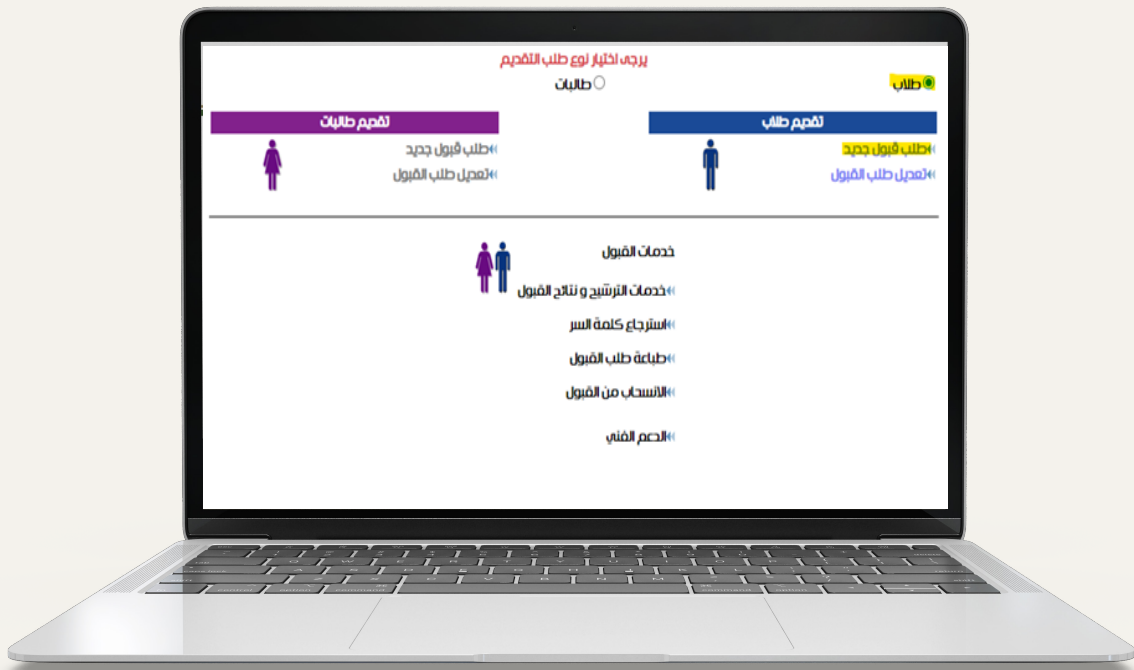 يرجى اختيار نوع طلب التقديم
طلاب
طالبات
تقديم طلاب
طلب قبول جديد
تعديل طلب القبول
تقديم طالبات
طلب قبول جديد
تعديل طلب القبول
خدمات القبول
خدمات الترشيح و نتائج القبول
استرجاع كلمة السر
طباعة طلب القبول
الانسحاب من القبول
الدعم الفني